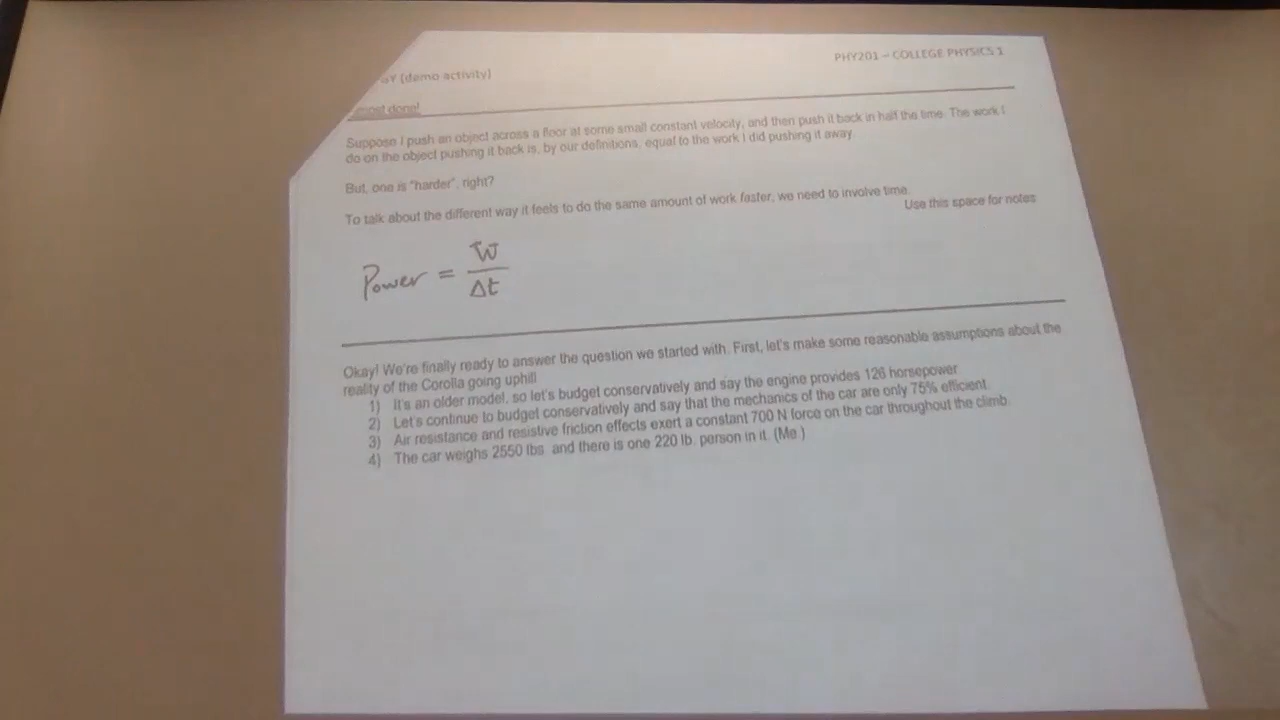 PHY201 – COLLEGE PHYSICS 1
(demo activity)
done!
Suppose I push an object across a floor at some small constant velocity, and then push it back in half the time. The work I
do on the object pushing it back is, by our definitions, equal to the work I did pushing it away.
But, one is "harder", right?
To talk about the different way it feels to do the same amount of work faster, we need to involve time.
Use this space for notes
Power = W
Δt
Okay! We're finally ready to answer the question we started with. First, let's make some reasonable assumptions about the
reality of the Corolla going uphill
1) It's an older model, so let's budget conservatively and say the engine provides 126 horsepower
2) Let's continue to budget conservatively and say that the mechanics of the car are only 75% efficient.
3) Air resistance and resistive friction effects exert a constant 700 N force on the car throughout the climb.
4) The car weighs 2550 lbs. and there is one 220 lb. person in it. (Me.)